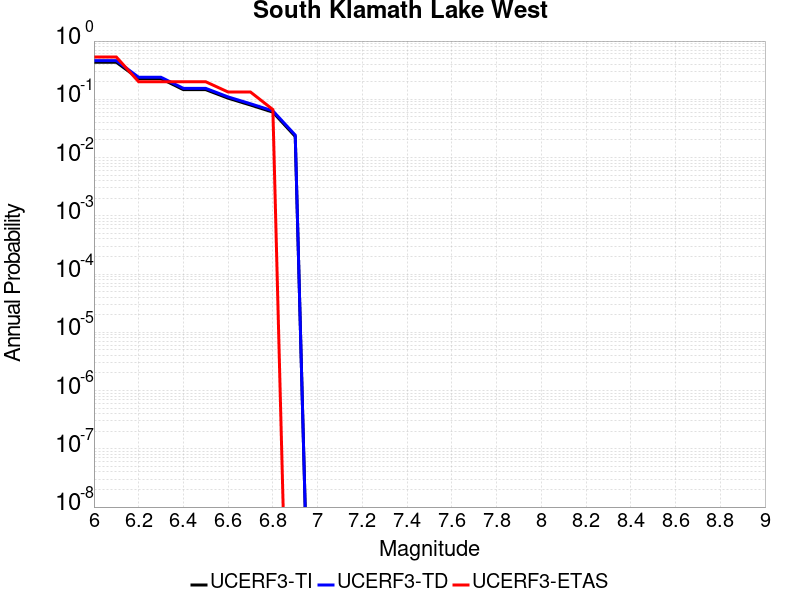 South Klamath Lake West
10^0
10^-1
10^-2
10^-3
10^-4
10^-5
10^-6
10^-7
10^-8
Annual Probability
6 6.2 6.4 6.6 6.8 7 7.2 7.4 7.6 7.8 8 8.2 8.4 8.6 8.8 9
Magnitude
UCERF3-TI UCERF3-TD UCERF3-ETAS